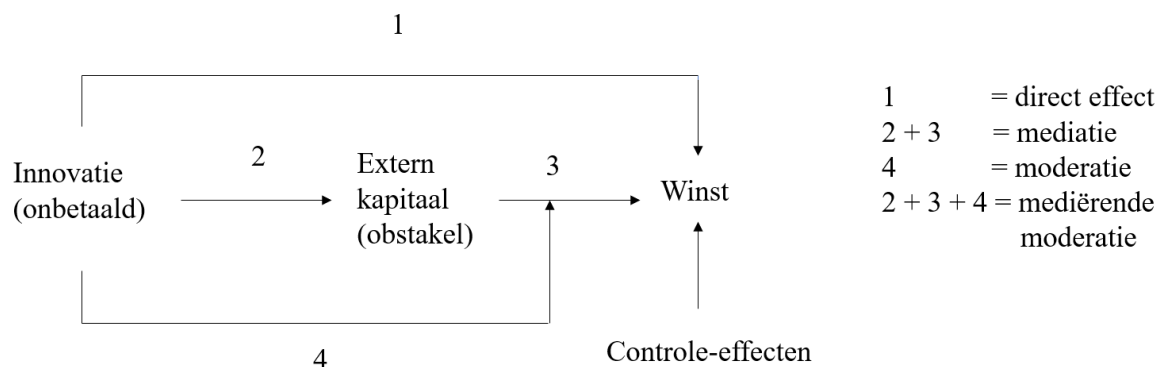 1
Innovatie
(onbetaald)
2
Extern
kapitaal
(obstakel)
3
Winst
4
Controle-effecten
1 = direct effect
2 + 3 = mediatie
4 = moderatie
2 + 3 + 4 = mediërende
moderatie